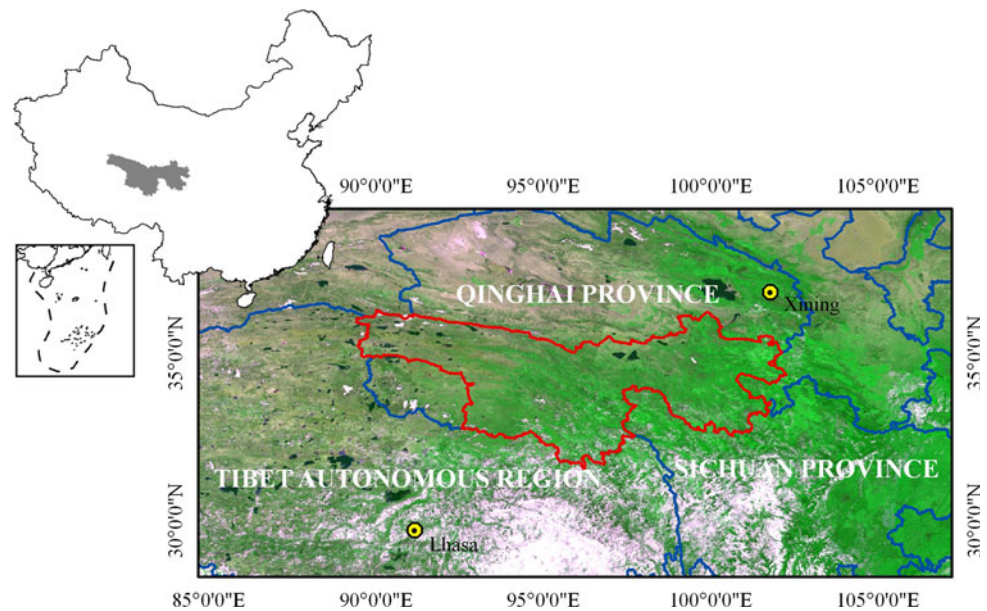 90°0'0"E 95°0'0"E 100°0'0"E 105°0'0"E
QINGHAI PROVINCE
Xining
35°0'0"N
35°0'0"N
TIBET AUTONOMOUS REGION
SICHUAN PROVINCE
30°0'0"N
30°0'0"N
Lhasa
85°0'0"E 90°0'0"E 95°0'0"E 100°0'0"E 105°0'0"E